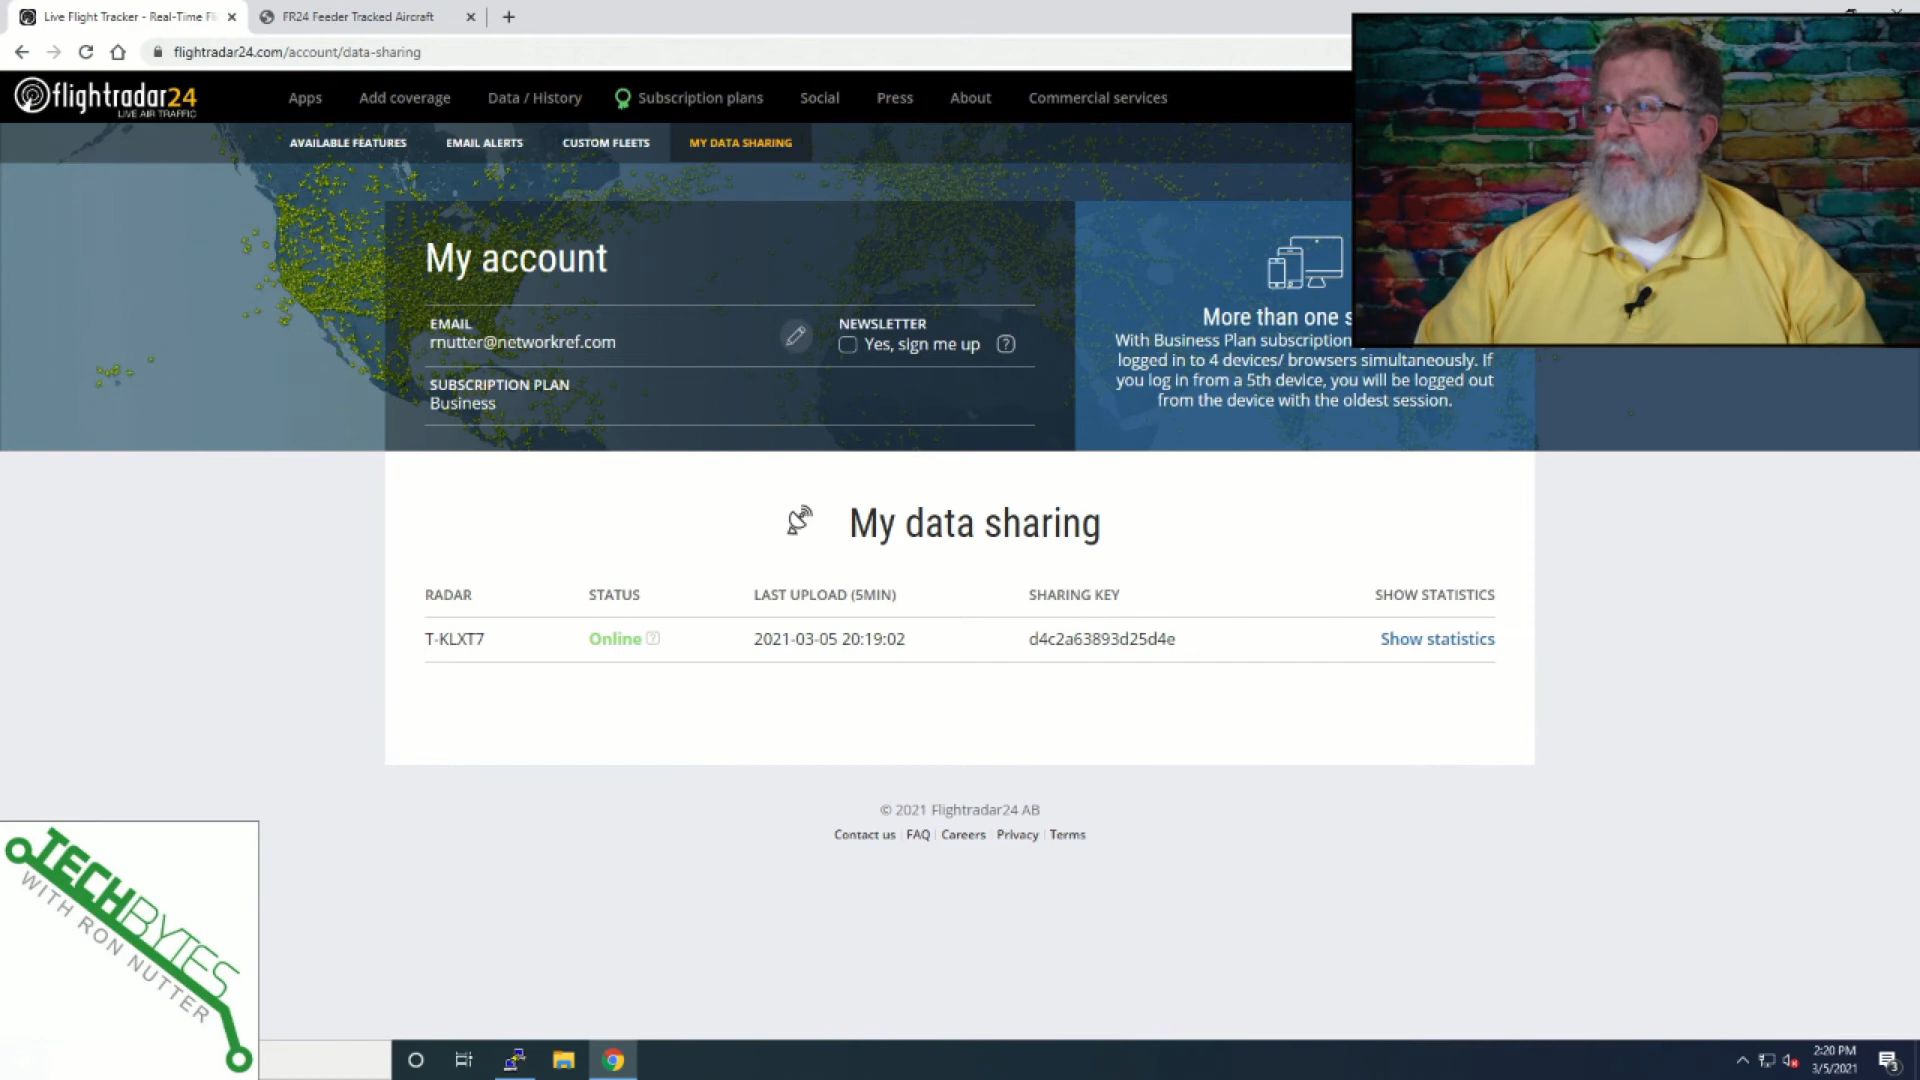 Live Flight Tracker - Real-Time Fli
FR24 Feeder Tracked Aircraft
flightradar24.com/account/data-sharing
flightradar24
LIVE AIR TRAFFIC
Apps
Add coverage
Data / History
Subscription plans
Social
Press
About
Commercial services
AVAILABLE FEATURES
EMAIL ALERTS
CUSTOM FLEETS
MY DATA SHARING
My account
EMAIL
rnutter@networkref.com
NEWSLETTER
Yes, sign me up ?
SUBSCRIPTION PLAN
Business
More than one s
With Business Plan subscription
logged in to 4 devices/ browsers simultaneously. If
you log in from a 5th device, you will be logged out
from the device with the oldest session.
My data sharing
RADAR STATUS LAST UPLOAD (5MIN) SHARING KEY SHOW STATISTICS
T-KLXT7 Online ? 2021-03-05 20:19:02 d4c2a63893d25d4e Show statistics
© 2021 Flightradar24 AB
Contact us | FAQ | Careers | Privacy | Terms
TECHBYTES
WITH RON NUTTER
2:20 PM
3/5/2021
3